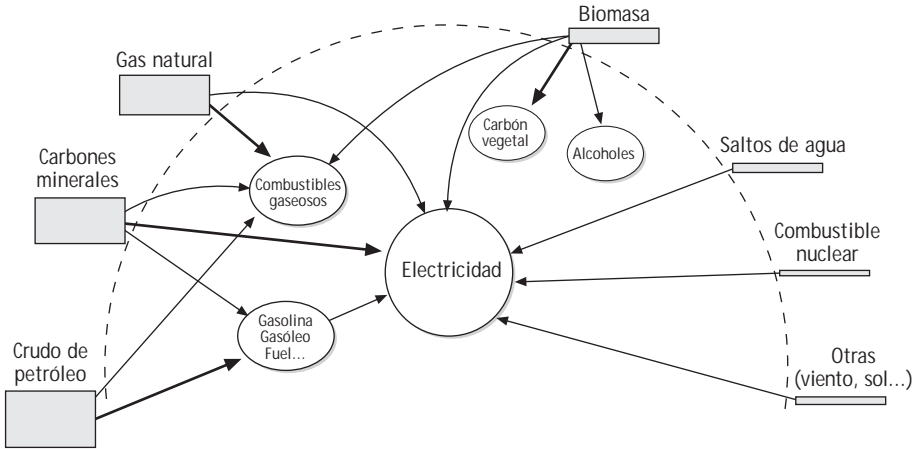 Biomasa
Gas natural
Carbón
vegetal
Alcoholes
Saltos de agua
Carbones
minerales
Combustibles
gaseosos
Combustible
nuclear
Electricidad
Gasolina
Gasóleo
Fuel...
Crudo de
petróleo
Otras
(viento, sol...)